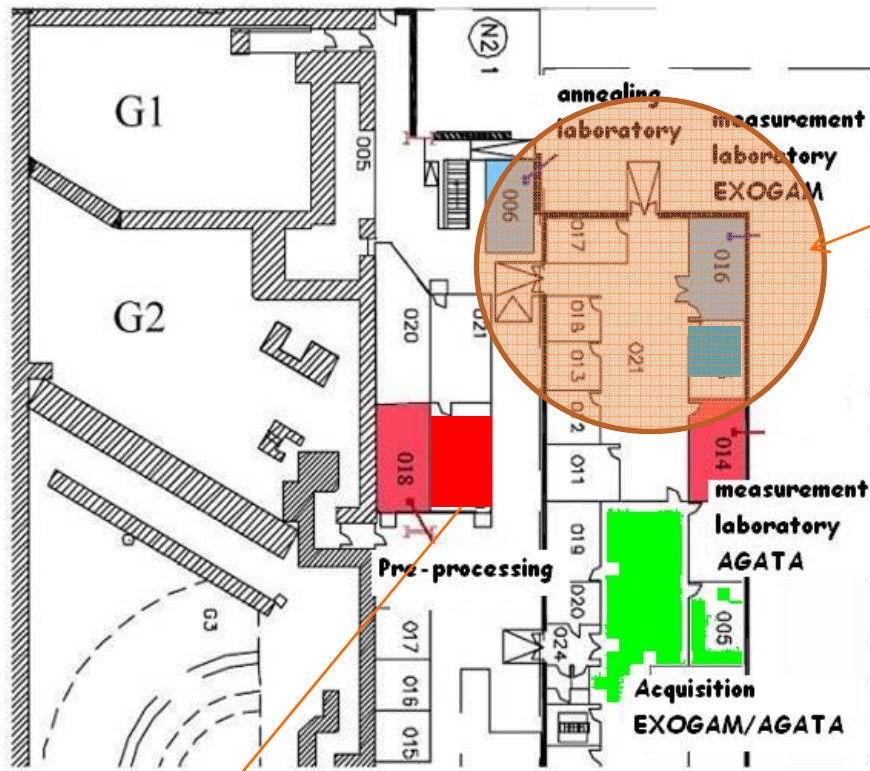 N2 1
annealing
laboratory
measurement
laboratory
EXOGAM
G1
005
006
017
016
G2
020
021
018
013
021
012
014
018
011
measurement
laboratory
AGATA
Pre-processing
019
020
005
G3
017
024
016
015
Acquisition
EXOGAM/AGATA